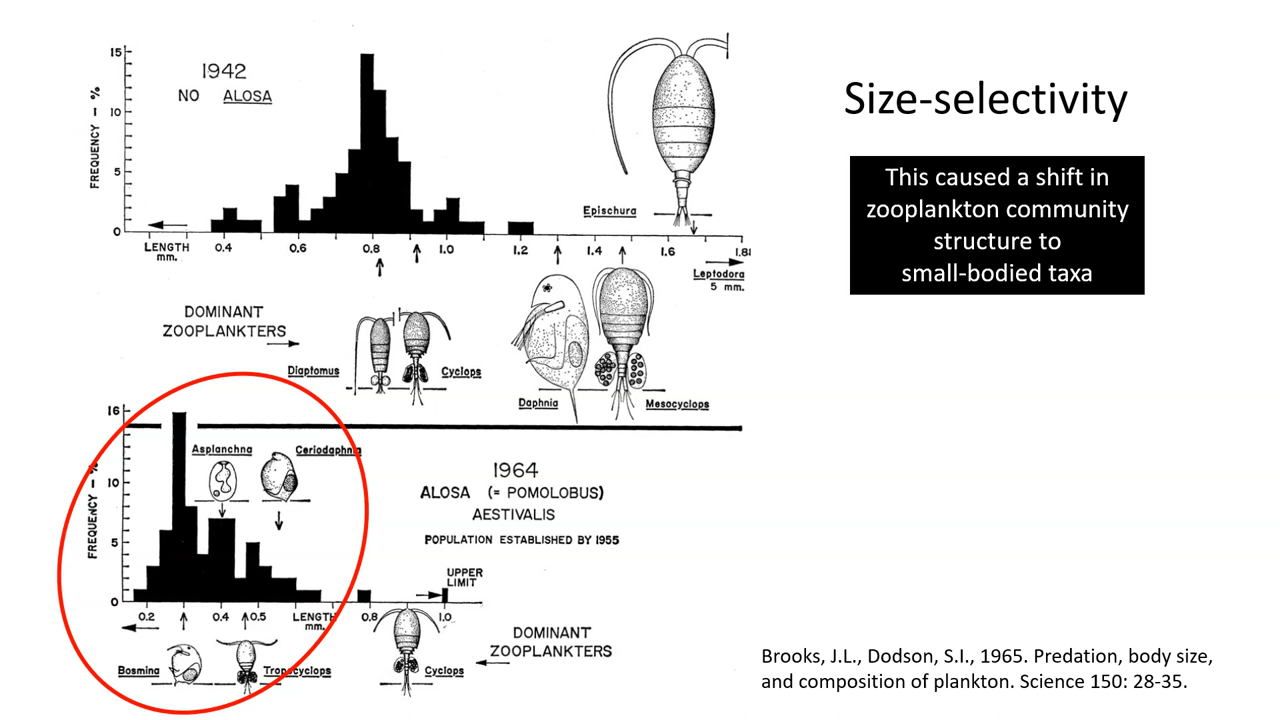 Size-selectivity
This caused a shift in
zooplankton community
structure to
small-bodied taxa
1942
NO ALOSA
FREQUENCY - %
15
10
5
0
LENGTH
mm.
0.4 0.6 0.8 1.0 1.2 1.4 1.6 1.8
Epischura
Leptodora
5 mm.
DOMINANT
ZOOPLANKTERS
Diaptomus
Cyclops
Daphnia
Mesocyclops
FREQUENCY - %
16
10
5
0
Asplanchna
Ceriodaphnia
1964
ALOSA (= POMOLOBUS)
AESTIVALIS
POPULATION ESTABLISHED BY 1955
UPPER
LIMIT
0.2 0.4 0.5 LENGTH 0.8 1.0
mm.
Bosmina
Tropocyclops
Cyclops
DOMINANT
ZOOPLANKTERS
Brooks, J.L., Dodson, S.I., 1965. Predation, body size,
and composition of plankton. Science 150: 28-35.